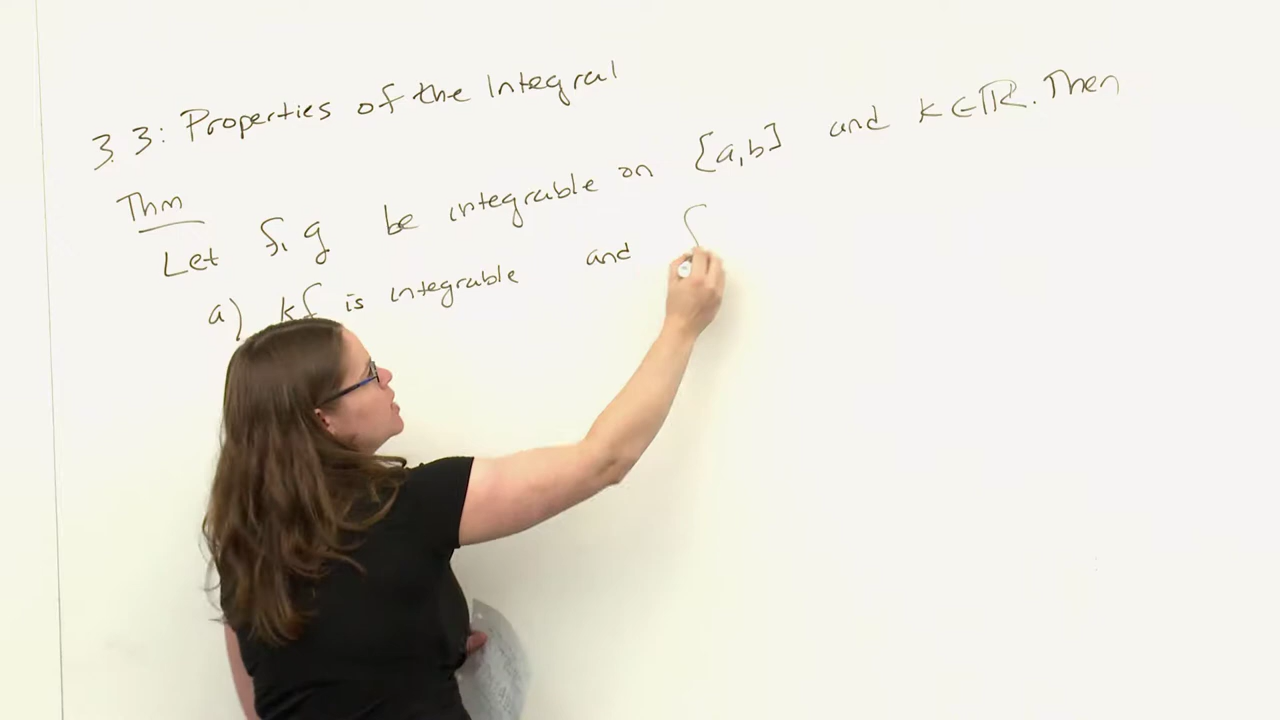 3.3: Properties of the Integral
Thm
Let f, g be integrable on [a,b] and k ∈ ℝ. Then
a) kf is integrable and ∫